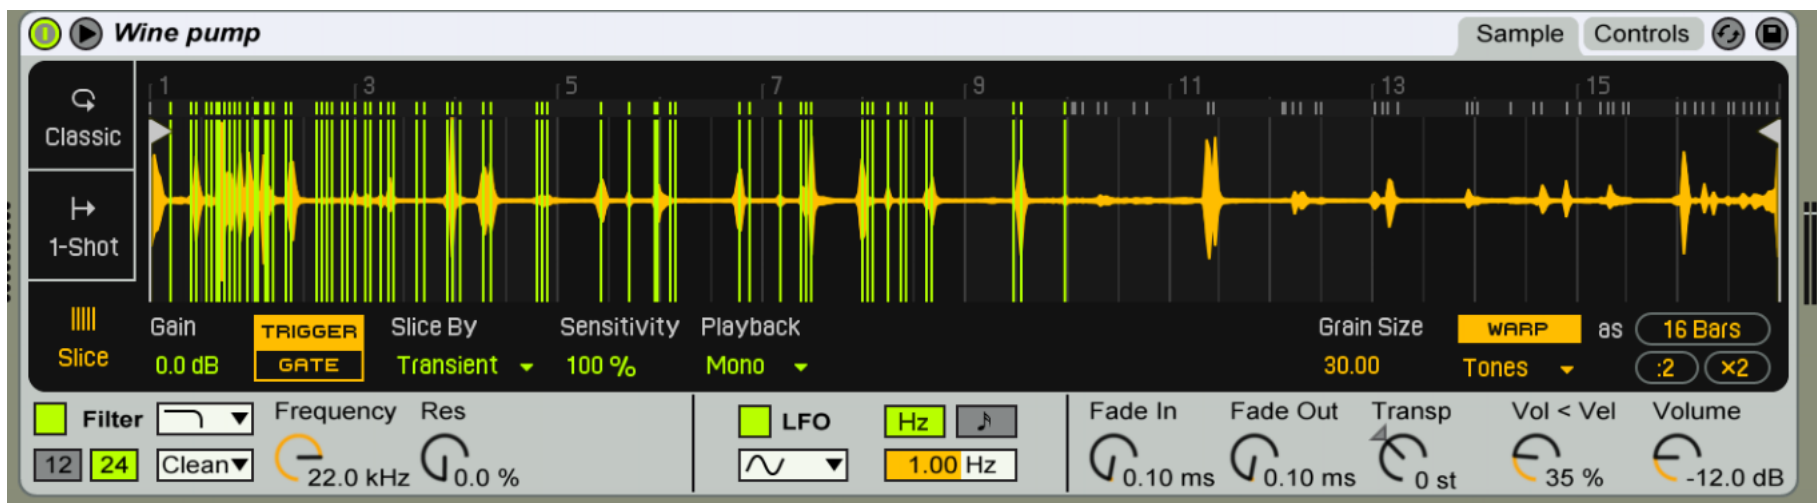 Wine pump
Sample Controls
1 3 5 7 9 11 13 15
Classic
1-Shot
Slice
Gain TRIGGER Slice By Sensitivity Playback Grain Size WARP as 16 Bars
0.0 dB GATE Transient 100 % Mono 30.00 Tones :2 ×2
Filter Frequency Res LFO Hz Fade In Fade Out Transp Vol < Vel Volume
12 24 Clean 22.0 kHz 0.0 % 1.00 Hz 0.10 ms 0.10 ms 0 st 35 % -12.0 dB